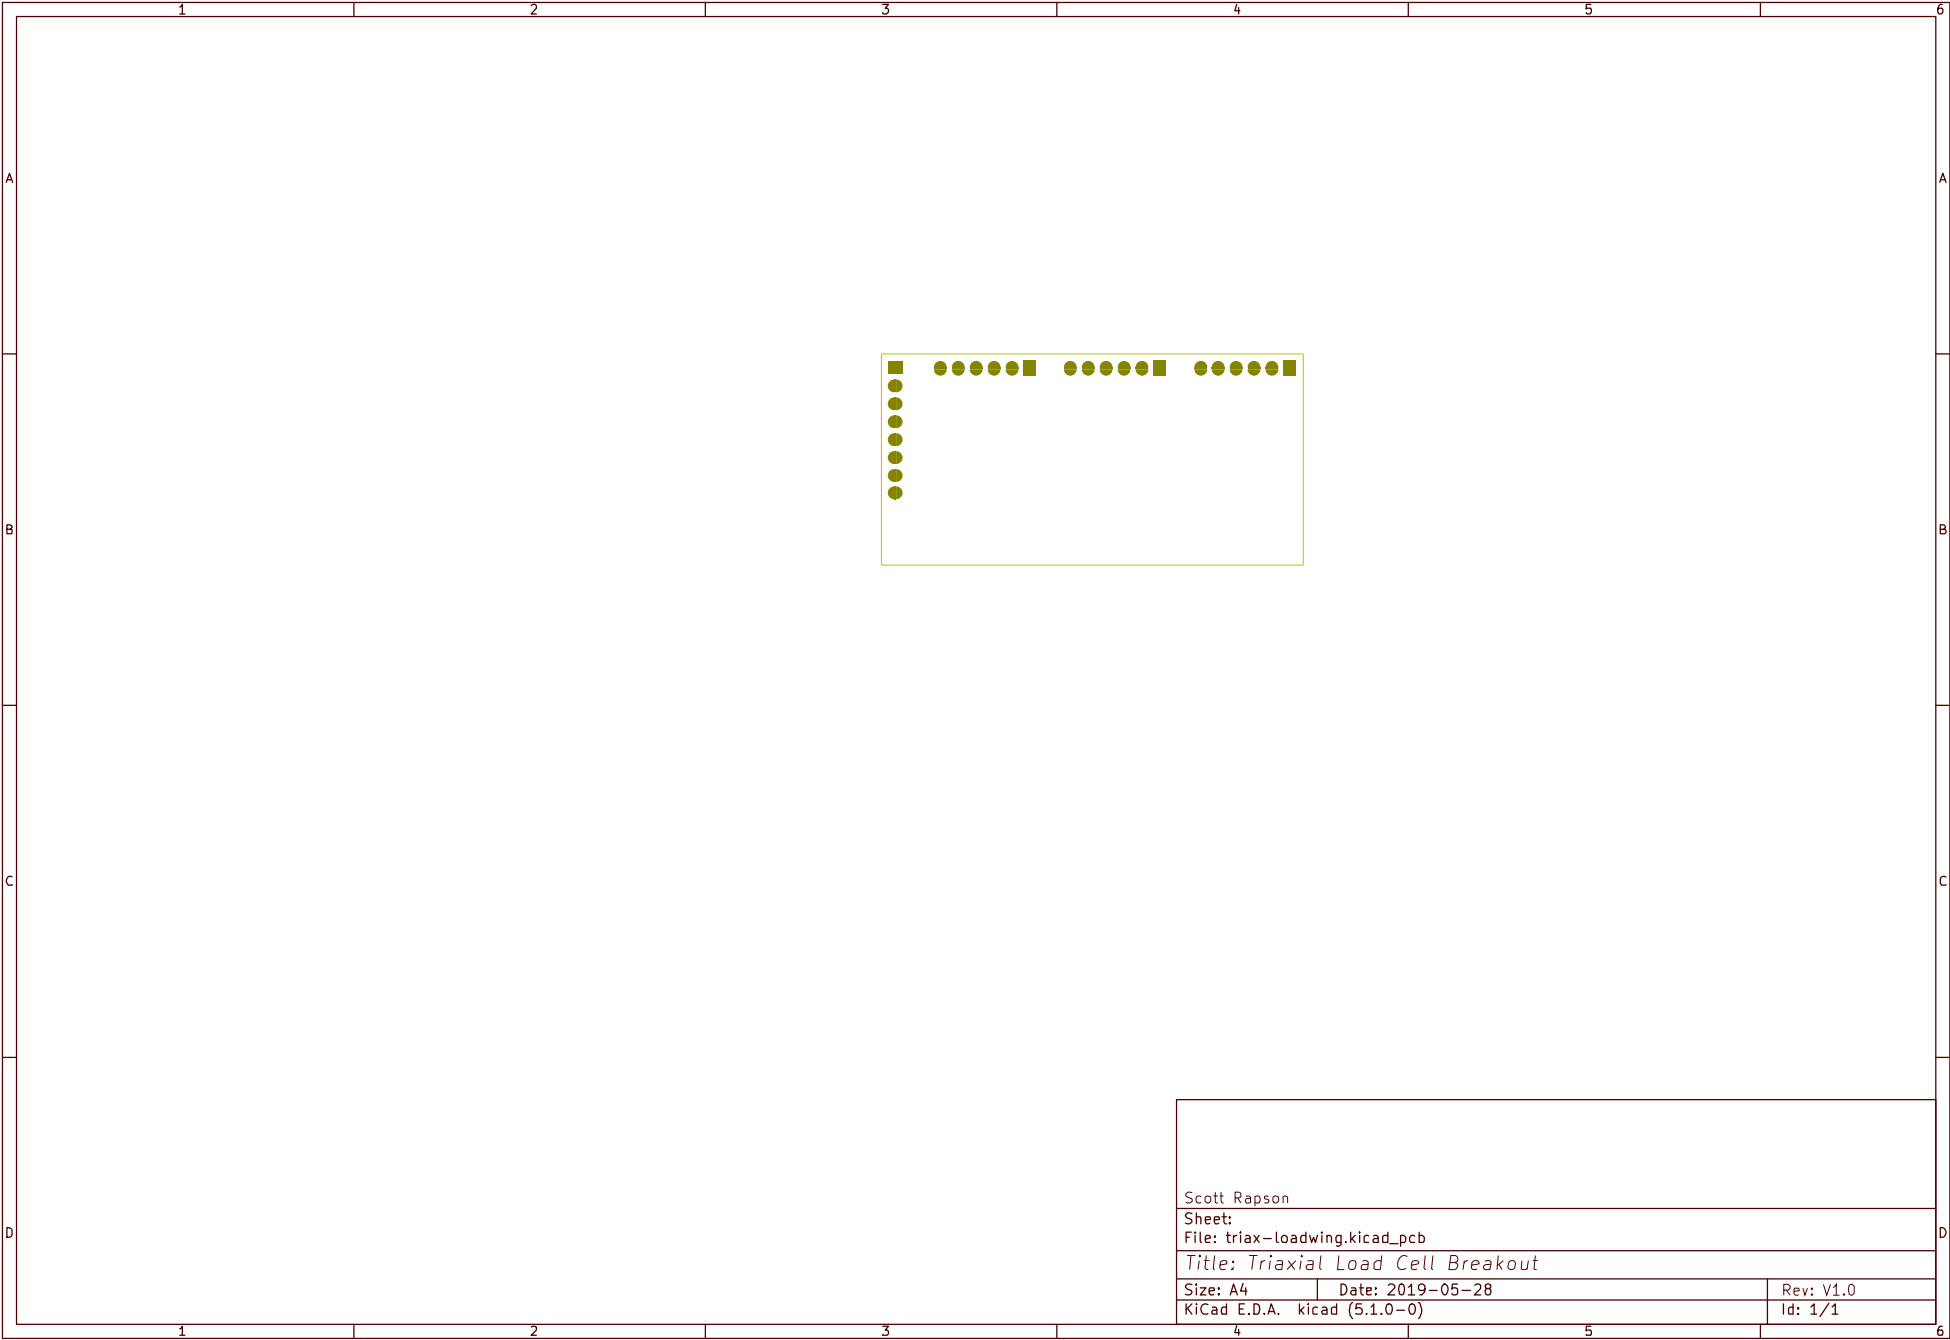 1 2 3 4 5 6
A A
B B
C C
D D
Scott Rapson
Sheet:
File: triax-loadwing.kicad_pcb
Title: Triaxial Load Cell Breakout
Size: A4 Date: 2019-05-28 Rev: V1.0
KiCad E.D.A. kicad (5.1.0-0) Id: 1/1
1 2 3 4 5 6